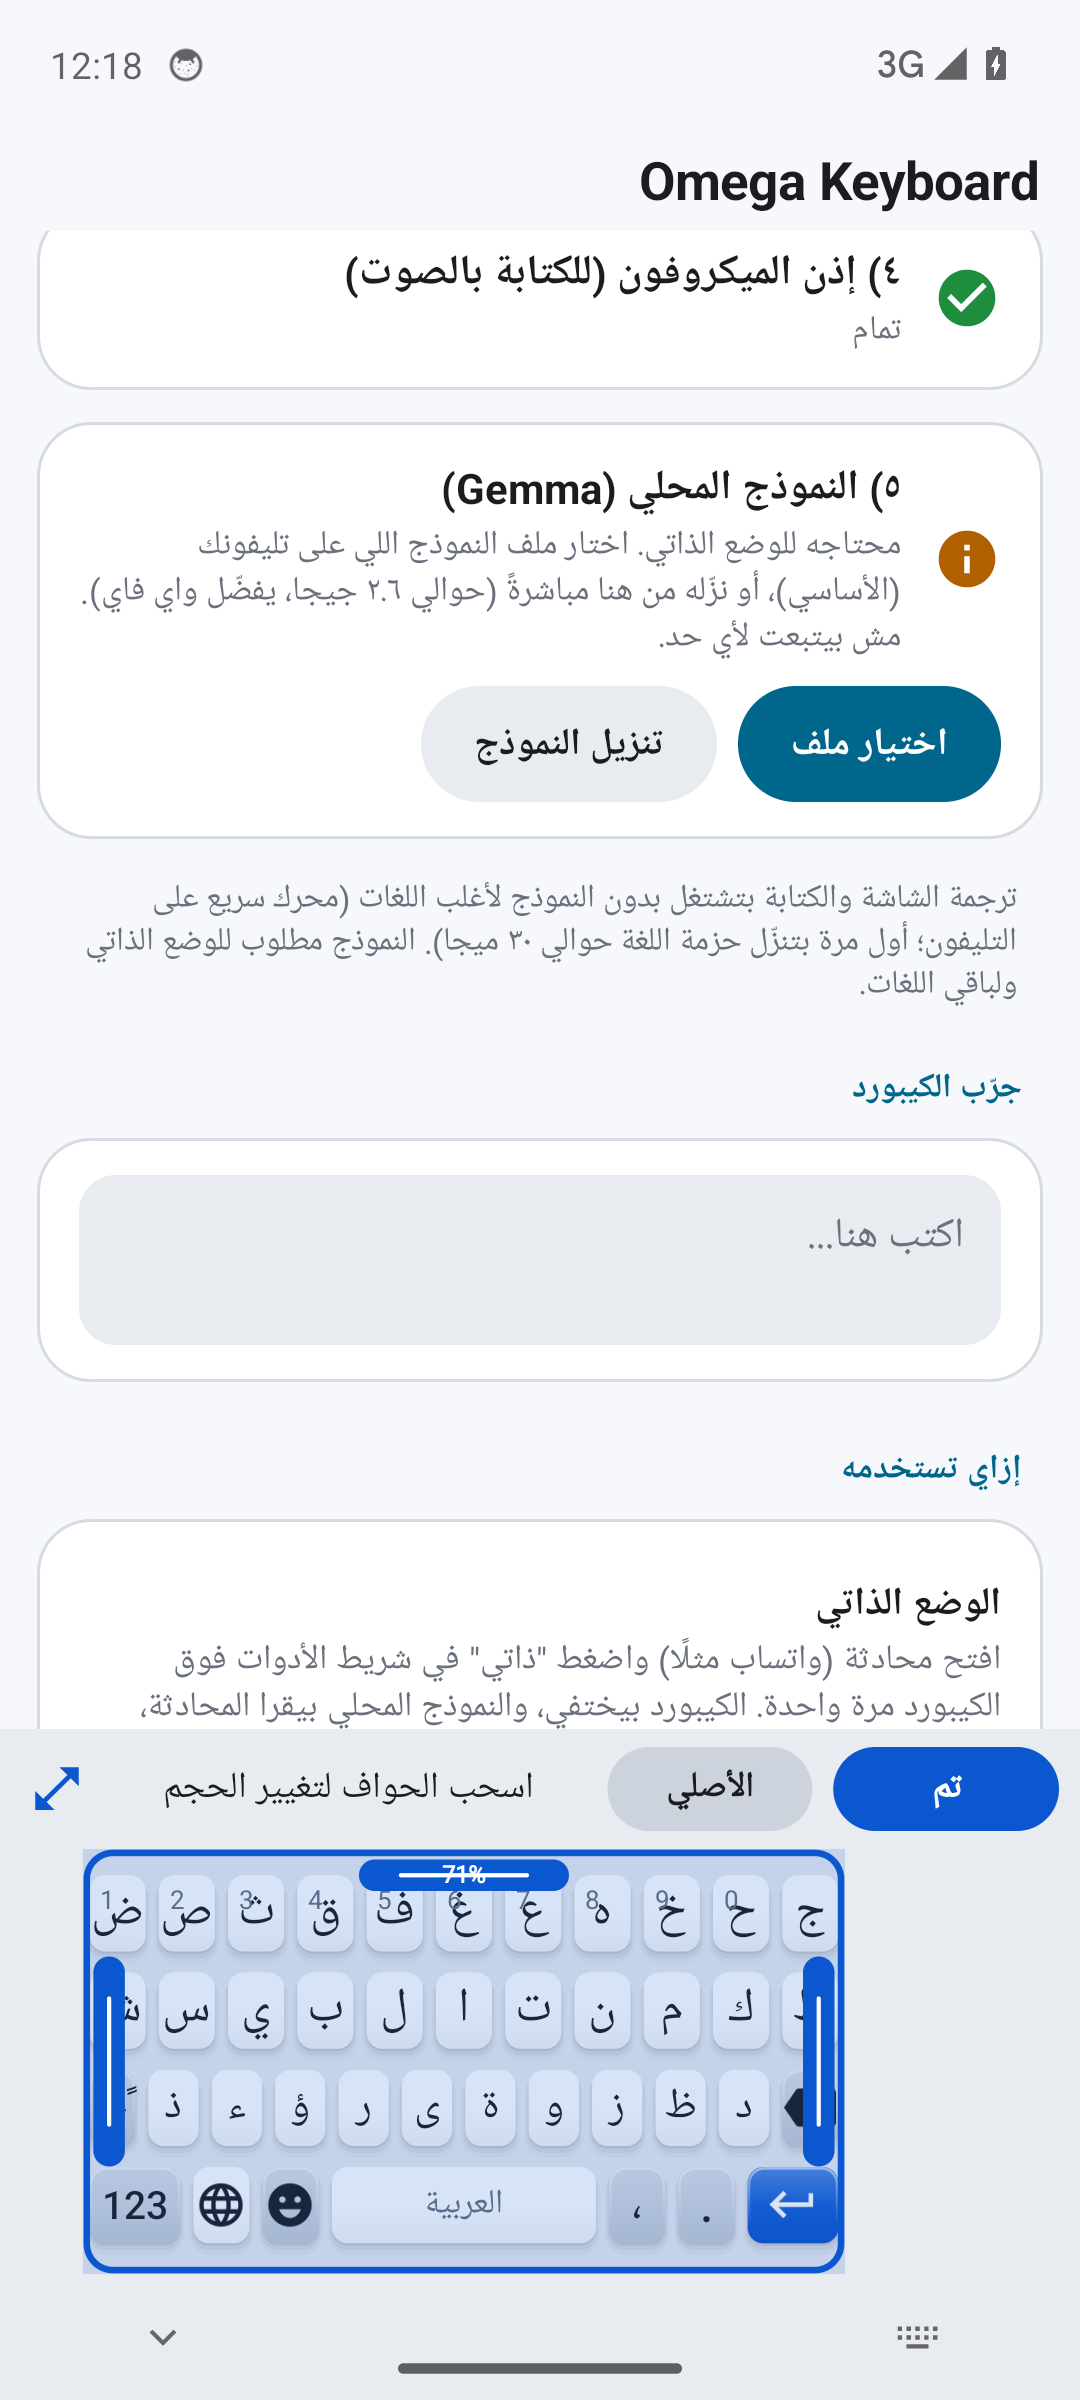 12:18
3G
Omega Keyboard
٤) إذن الميكروفون (للكتابة بالصوت)
تمام
٥) النموذج المحلي (Gemma)
محتاجه للوضع الذاتي. اختار ملف النموذج اللي على تليفونك
(الأساسي)، أو نزّله من هنا مباشرةً (حوالي ٢.٦ جيجا، يفضّل واي فاي).
مش بيتبعت لأي حد.
اختيار ملف
تنزيل النموذج
ترجمة الشاشة والكتابة بتشتغل بدون النموذج لأغلب اللغات (محرك سريع على
التليفون؛ أول مرة بتنزّل حزمة اللغة حوالي ٣٠ ميجا). النموذج مطلوب للوضع الذاتي
ولباقي اللغات.
جرّب الكيبورد
اكتب هنا...
إزاي تستخدمه
الوضع الذاتي
افتح محادثة (واتساب مثلًا) واضغط "ذاتي" في شريط الأدوات فوق
الكيبورد مرة واحدة. الكيبورد بيختفي، والنموذج المحلي بيقرا المحادثة،
تم
الأصلي
اسحب الحواف لتغيير الحجم
71%
1 2 3 4 5 6 7 8 9 0
ض ص ث ق ف غ ع ه خ ح ج
ش س ي ب ل ا ت ن م ك
ذ ء ؤ ر ى ة و ز ظ د
123 العربية ، .